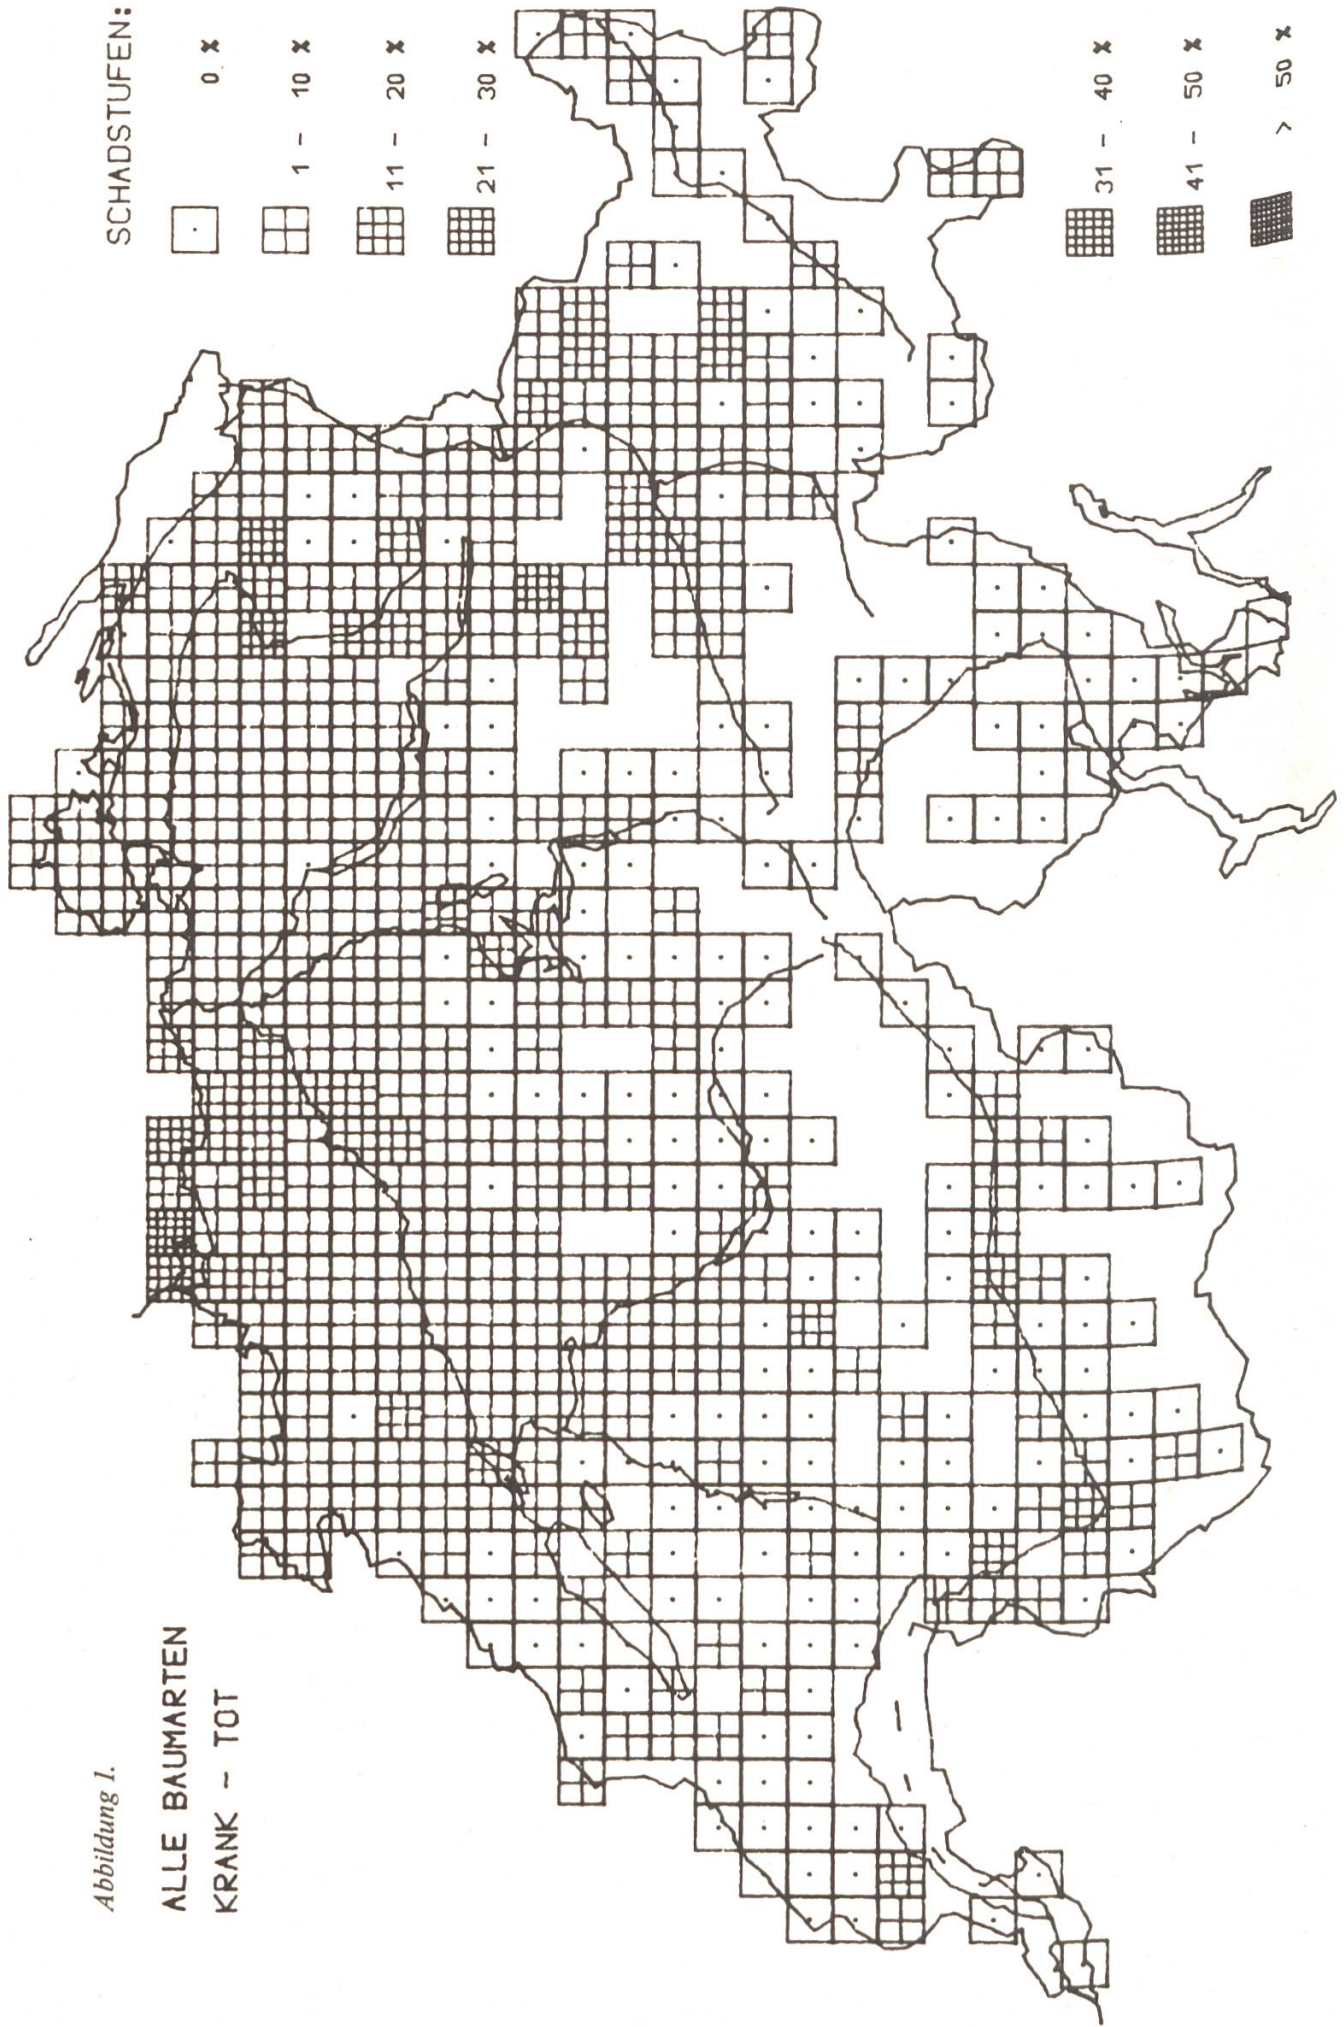 Abbildung 1.
ALLE BAUMARTEN
KRANK - TOT
SCHADSTUFEN:
0 %
1 - 10 %
11 - 20 %
21 - 30 %
31 - 40 %
41 - 50 %
> 50 %